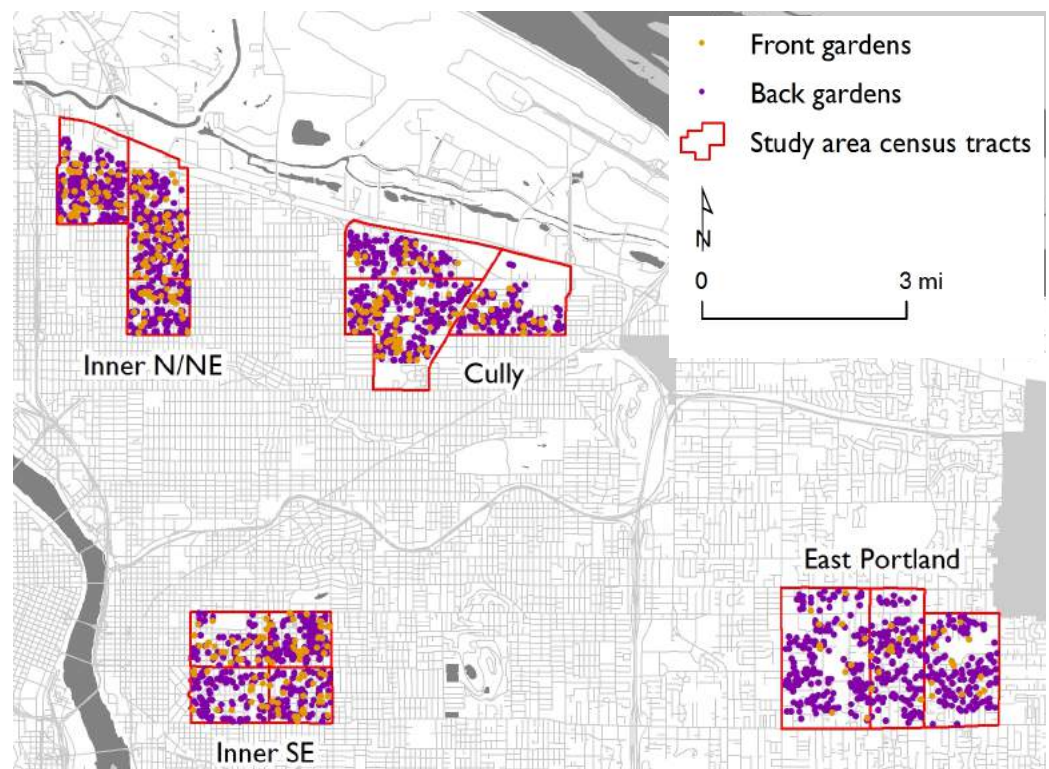 Front gardens
Back gardens
Study area census tracts
N
0 3 mi
Inner N/NE
Cully
East Portland
Inner SE